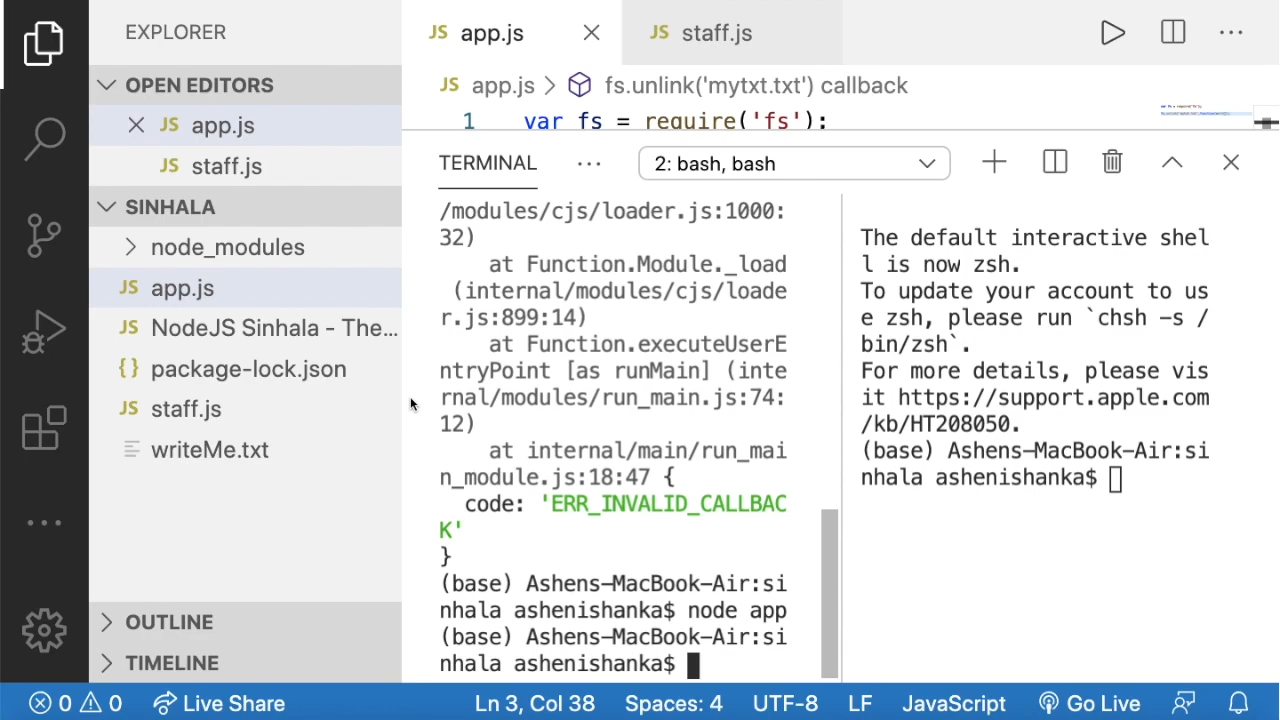 EXPLORER
OPEN EDITORS
JS app.js
JS staff.js
SINHALA
node_modules
JS app.js
JS NodeJS Sinhala - The...
{} package-lock.json
JS staff.js
writeMe.txt
OUTLINE
TIMELINE
JS app.js
JS staff.js
JS app.js > fs.unlink('mytxt.txt') callback
1 var fs = require('fs');
TERMINAL
2: bash, bash
/modules/cjs/loader.js:1000:
32)
at Function.Module._load
(internal/modules/cjs/loade
r.js:899:14)
at Function.executeUserE
ntryPoint [as runMain] (inte
rnal/modules/run_main.js:74:
12)
at internal/main/run_mai
n_module.js:18:47 {
code: 'ERR_INVALID_CALLBAC
K'
}
(base) Ashens-MacBook-Air:si
nhala ashenishanka$ node app
(base) Ashens-MacBook-Air:si
nhala ashenishanka$
The default interactive shel
l is now zsh.
To update your account to us
e zsh, please run `chsh -s /
bin/zsh`.
For more details, please vis
it https://support.apple.com
/kb/HT208050.
(base) Ashens-MacBook-Air:si
nhala ashenishanka$
0 0 Live Share Ln 3, Col 38 Spaces: 4 UTF-8 LF JavaScript Go Live